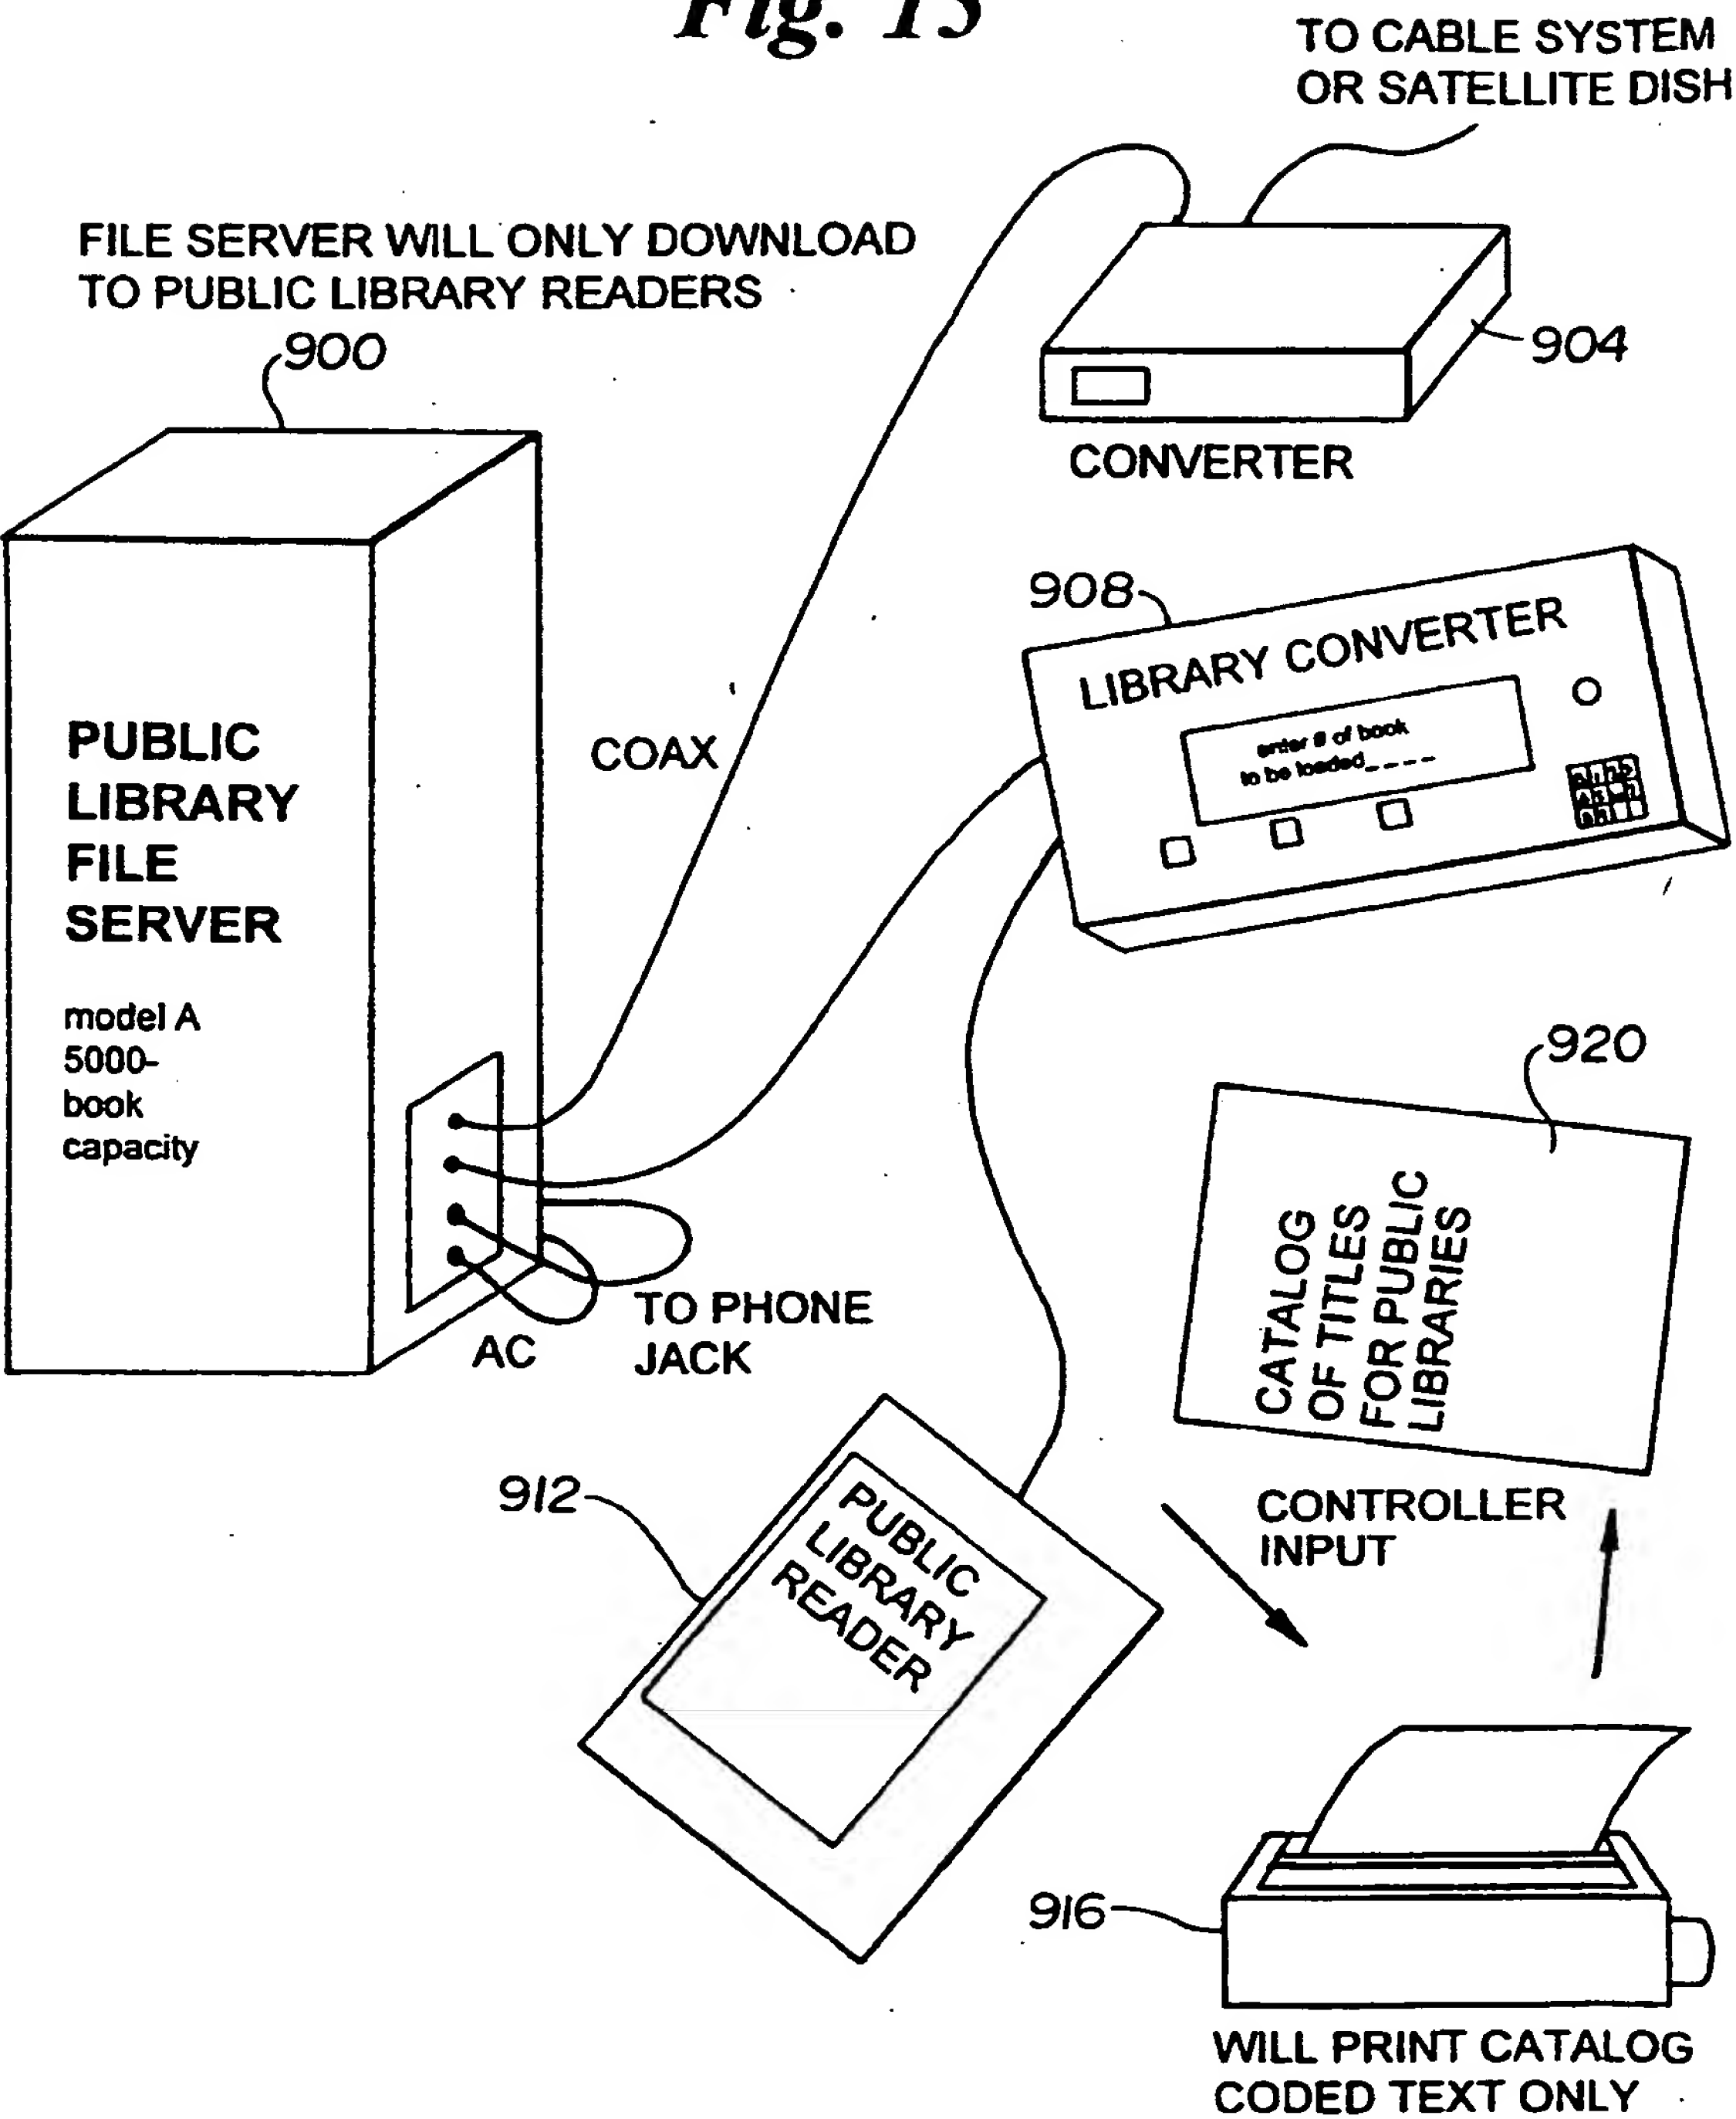 Fig. 15
TO CABLE SYSTEM
OR SATELLITE DISH
FILE SERVER WILL ONLY DOWNLOAD
TO PUBLIC LIBRARY READERS
900
904
CONVERTER
908
LIBRARY CONVERTER
enter # of book
to be loaded____
PUBLIC
LIBRARY
FILE
SERVER
model A
5000-
book
capacity
COAX
AC
TO PHONE
JACK
920
CATALOG
OF TITLES
FOR PUBLIC
LIBRARIES
912
PUBLIC
LIBRARY
READER
CONTROLLER
INPUT
916
WILL PRINT CATALOG
CODED TEXT ONLY